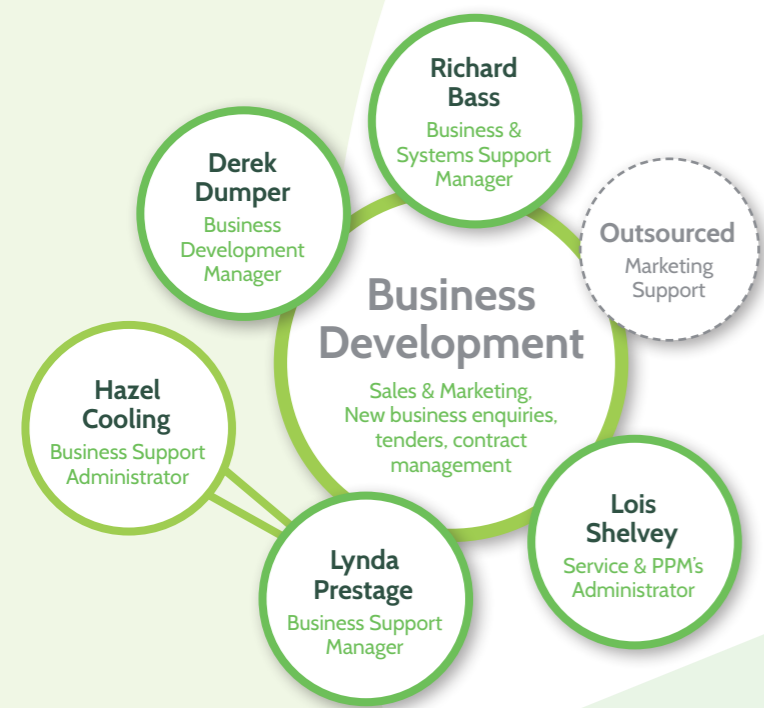 Richard
Bass
Business &
Systems Support
Manager
Derek
Dumper
Business
Development
Manager
Outsourced
Marketing
Support
Business
Development
Sales & Marketing,
New business enquiries,
tenders, contract
management
Hazel
Cooling
Business Support
Administrator
Lois
Shelvey
Service & PPM's
Administrator
Lynda
Prestage
Business Support
Manager